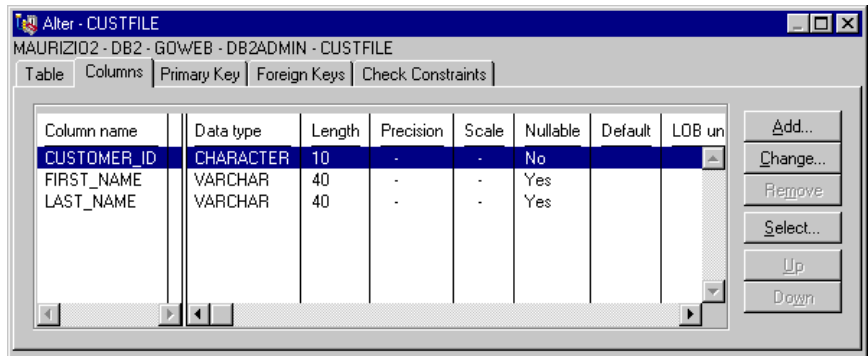 Alter - CUSTFILE
MAURIZIO2 - DB2 - GOWEB - DB2ADMIN - CUSTFILE
Table Columns Primary Key Foreign Keys Check Constraints
Column name Data type Length Precision Scale Nullable Default LOB un
CUSTOMER_ID CHARACTER 10 - - No
FIRST_NAME VARCHAR 40 - - Yes
LAST_NAME VARCHAR 40 - - Yes
Add...
Change...
Remove
Select...
Up
Down